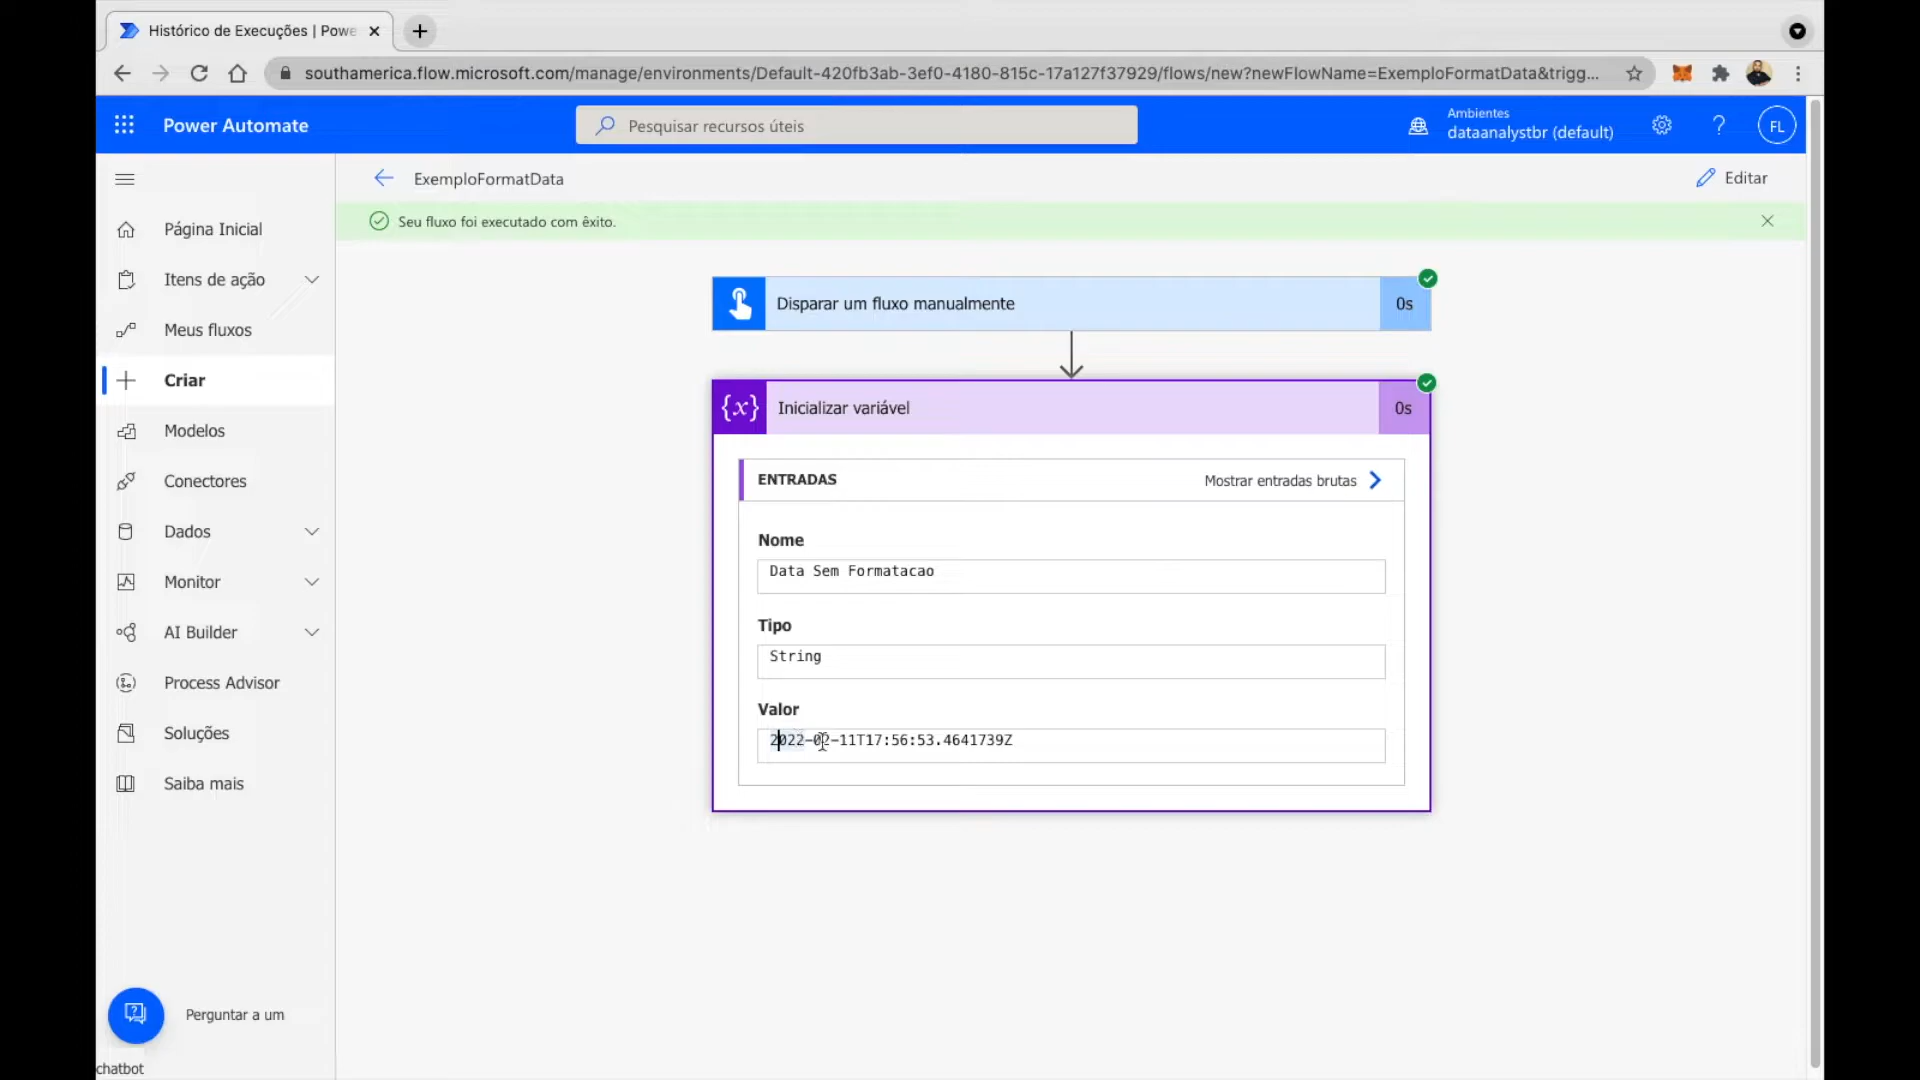 Histórico de Execuções | Powe
southamerica.flow.microsoft.com/manage/environments/Default-420fb3ab-3ef0-4180-815c-17a127f37929/flows/new?newFlowName=ExemploFormatData&trigg...
Power Automate
Pesquisar recursos úteis
Ambientes
dataanalystbr (default)
?
FL
ExemploFormatData
Editar
Seu fluxo foi executado com êxito.
Página Inicial
Itens de ação
Meus fluxos
Criar
Modelos
Conectores
Dados
Monitor
AI Builder
Process Advisor
Soluções
Saiba mais
Perguntar a um
chatbot
Disparar um fluxo manualmente
0s
{x}
Inicializar variável
0s
ENTRADAS
Mostrar entradas brutas
Nome
Data Sem Formatacao
Tipo
String
Valor
2022-02-11T17:56:53.4641739Z